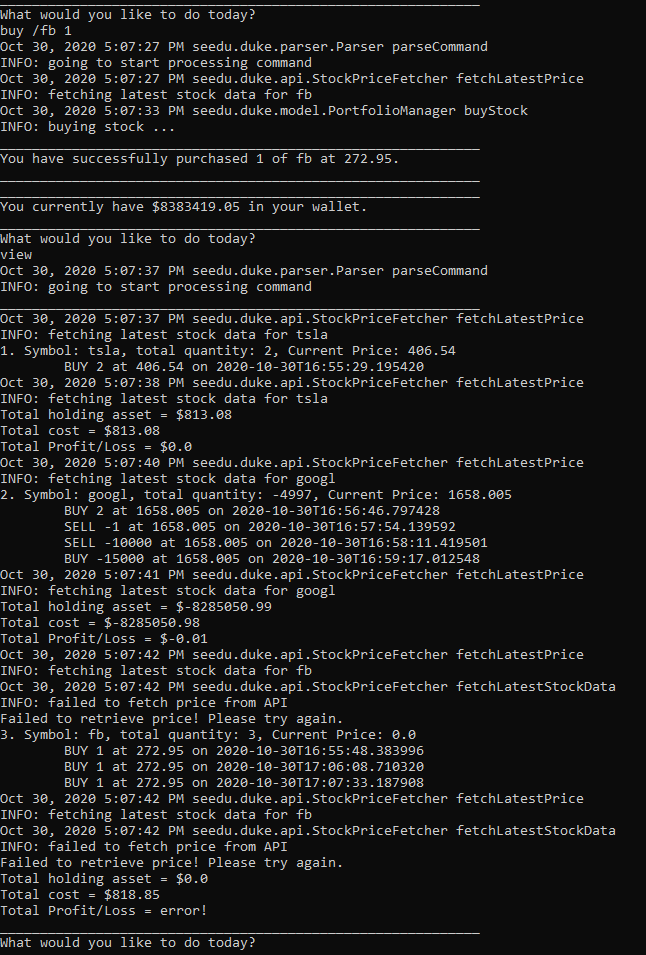 ____________________________________________________________
What would you like to do today?
buy /fb 1
Oct 30, 2020 5:07:27 PM seedu.duke.parser.Parser parseCommand
INFO: going to start processing command
Oct 30, 2020 5:07:27 PM seedu.duke.api.StockPriceFetcher fetchLatestPrice
INFO: fetching latest stock data for fb
Oct 30, 2020 5:07:33 PM seedu.duke.model.PortfolioManager buyStock
INFO: buying stock ...
____________________________________________________________
You have successfully purchased 1 of fb at 272.95.
____________________________________________________________
____________________________________________________________
You currently have $8383419.05 in your wallet.
____________________________________________________________
What would you like to do today?
view
Oct 30, 2020 5:07:37 PM seedu.duke.parser.Parser parseCommand
INFO: going to start processing command
____________________________________________________________
Oct 30, 2020 5:07:37 PM seedu.duke.api.StockPriceFetcher fetchLatestPrice
INFO: fetching latest stock data for tsla
1. Symbol: tsla, total quantity: 2, Current Price: 406.54
        BUY 2 at 406.54 on 2020-10-30T16:55:29.195420
Oct 30, 2020 5:07:38 PM seedu.duke.api.StockPriceFetcher fetchLatestPrice
INFO: fetching latest stock data for tsla
Total holding asset = $813.08
Total cost = $813.08
Total Profit/Loss = $0.0
Oct 30, 2020 5:07:40 PM seedu.duke.api.StockPriceFetcher fetchLatestPrice
INFO: fetching latest stock data for googl
2. Symbol: googl, total quantity: -4997, Current Price: 1658.005
        BUY 2 at 1658.005 on 2020-10-30T16:56:46.797428
        SELL -1 at 1658.005 on 2020-10-30T16:57:54.139592
        SELL -10000 at 1658.005 on 2020-10-30T16:58:11.419501
        BUY -15000 at 1658.005 on 2020-10-30T16:59:17.012548
Oct 30, 2020 5:07:41 PM seedu.duke.api.StockPriceFetcher fetchLatestPrice
INFO: fetching latest stock data for googl
Total holding asset = $-8285050.99
Total cost = $-8285050.98
Total Profit/Loss = $-0.01
Oct 30, 2020 5:07:42 PM seedu.duke.api.StockPriceFetcher fetchLatestPrice
INFO: fetching latest stock data for fb
Oct 30, 2020 5:07:42 PM seedu.duke.api.StockPriceFetcher fetchLatestStockData
INFO: failed to fetch price from API
Failed to retrieve price! Please try again.
3. Symbol: fb, total quantity: 3, Current Price: 0.0
        BUY 1 at 272.95 on 2020-10-30T16:55:48.383996
        BUY 1 at 272.95 on 2020-10-30T17:06:08.710320
        BUY 1 at 272.95 on 2020-10-30T17:07:33.187908
Oct 30, 2020 5:07:42 PM seedu.duke.api.StockPriceFetcher fetchLatestPrice
INFO: fetching latest stock data for fb
Oct 30, 2020 5:07:42 PM seedu.duke.api.StockPriceFetcher fetchLatestStockData
INFO: failed to fetch price from API
Failed to retrieve price! Please try again.
Total holding asset = $0.0
Total cost = $818.85
Total Profit/Loss = error!
____________________________________________________________
What would you like to do today?